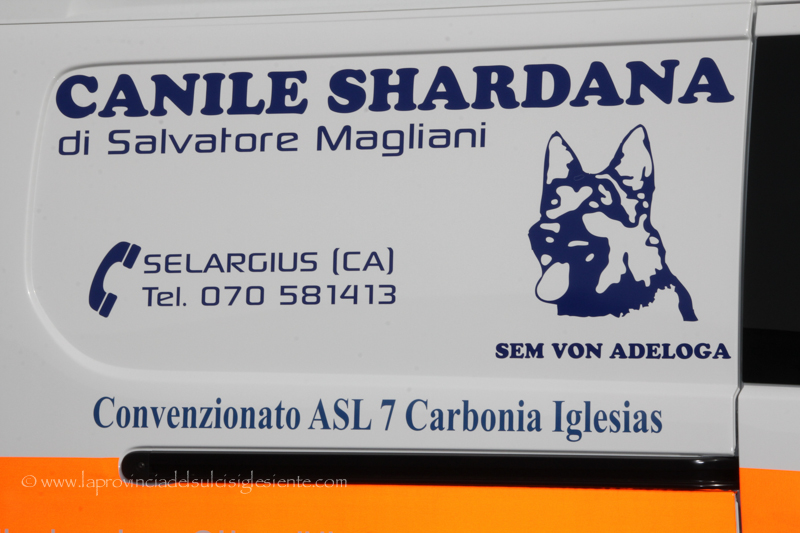 CANILE SHARDANA
di Salvatore Magliani
SELARGIUS (CA)
Tel. 070 581413
SEM VON ADELOGA
Convenzionato ASL 7 Carbonia Iglesias
© www.laprovinciadelsulcisiglesiente.com